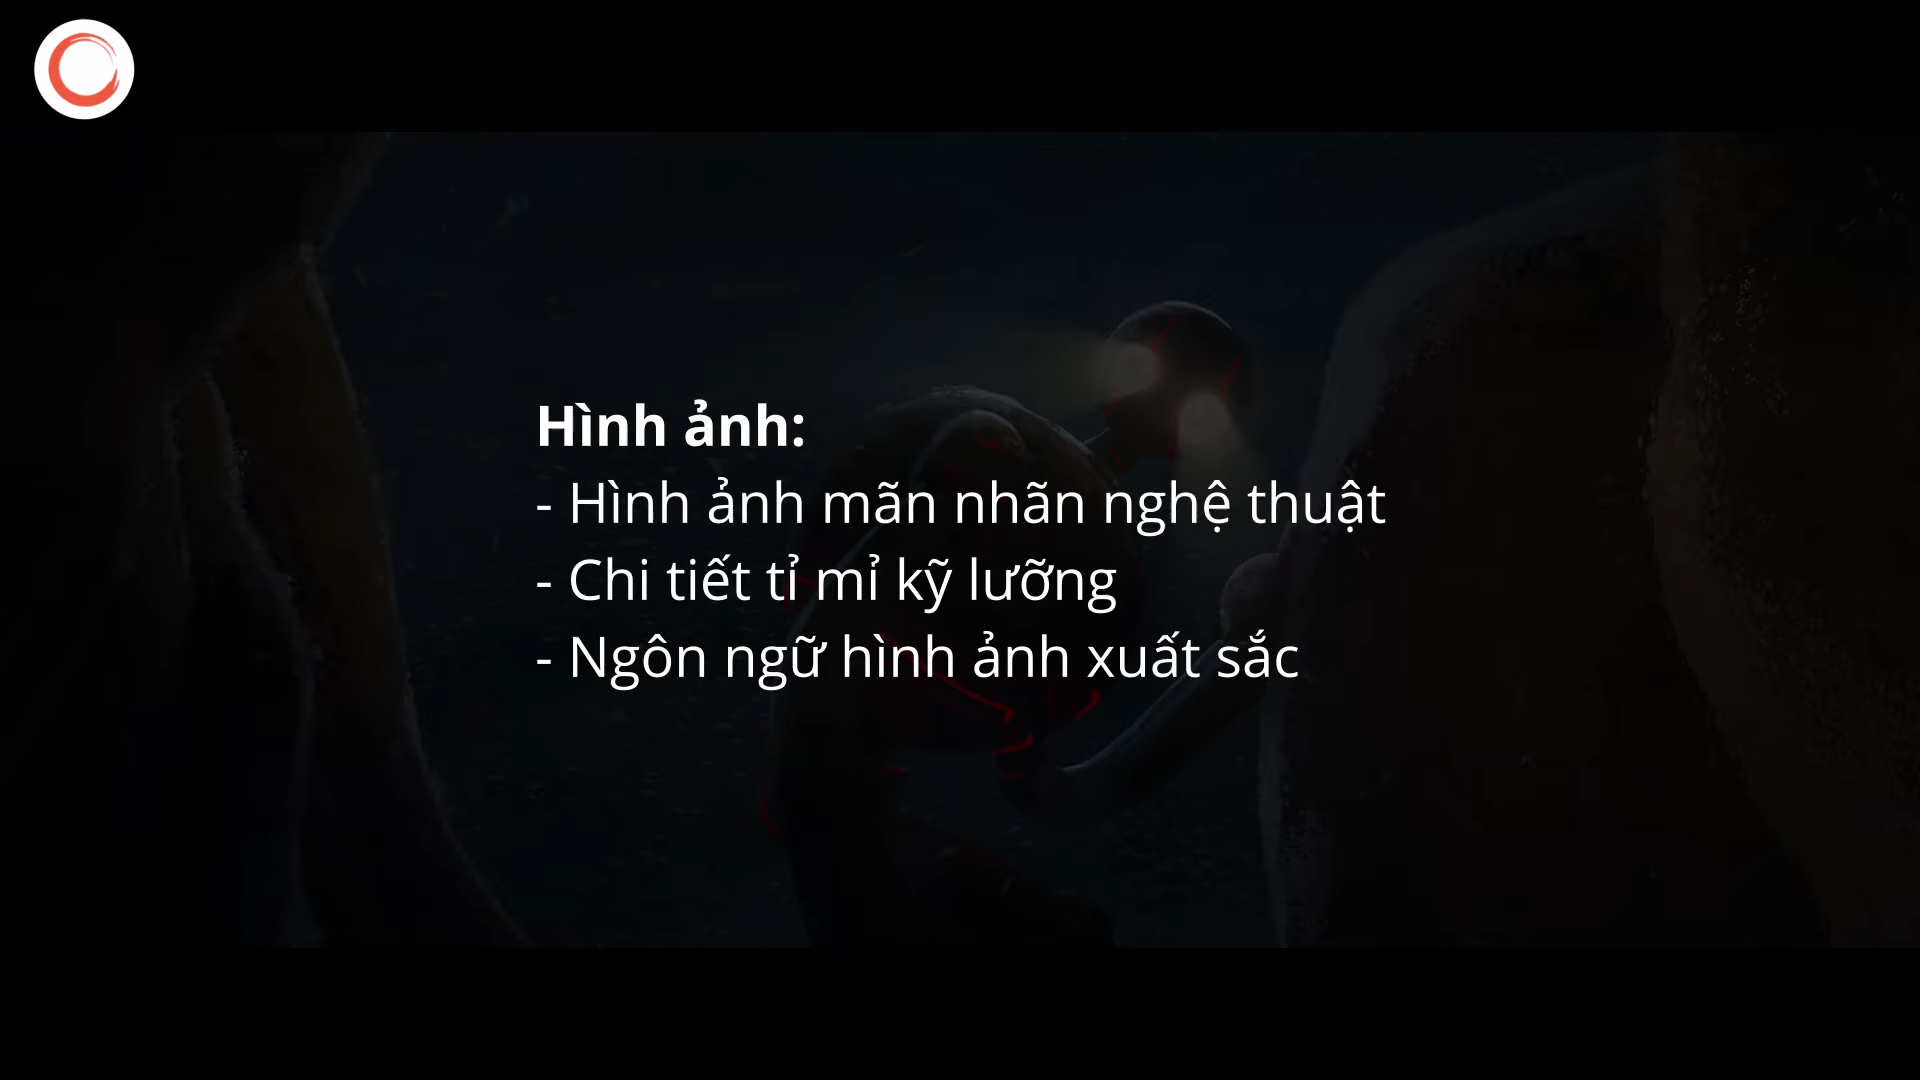 Hình ảnh:
- Hình ảnh mãn nhãn nghệ thuật
- Chi tiết tỉ mỉ kỹ lưỡng
- Ngôn ngữ hình ảnh xuất sắc